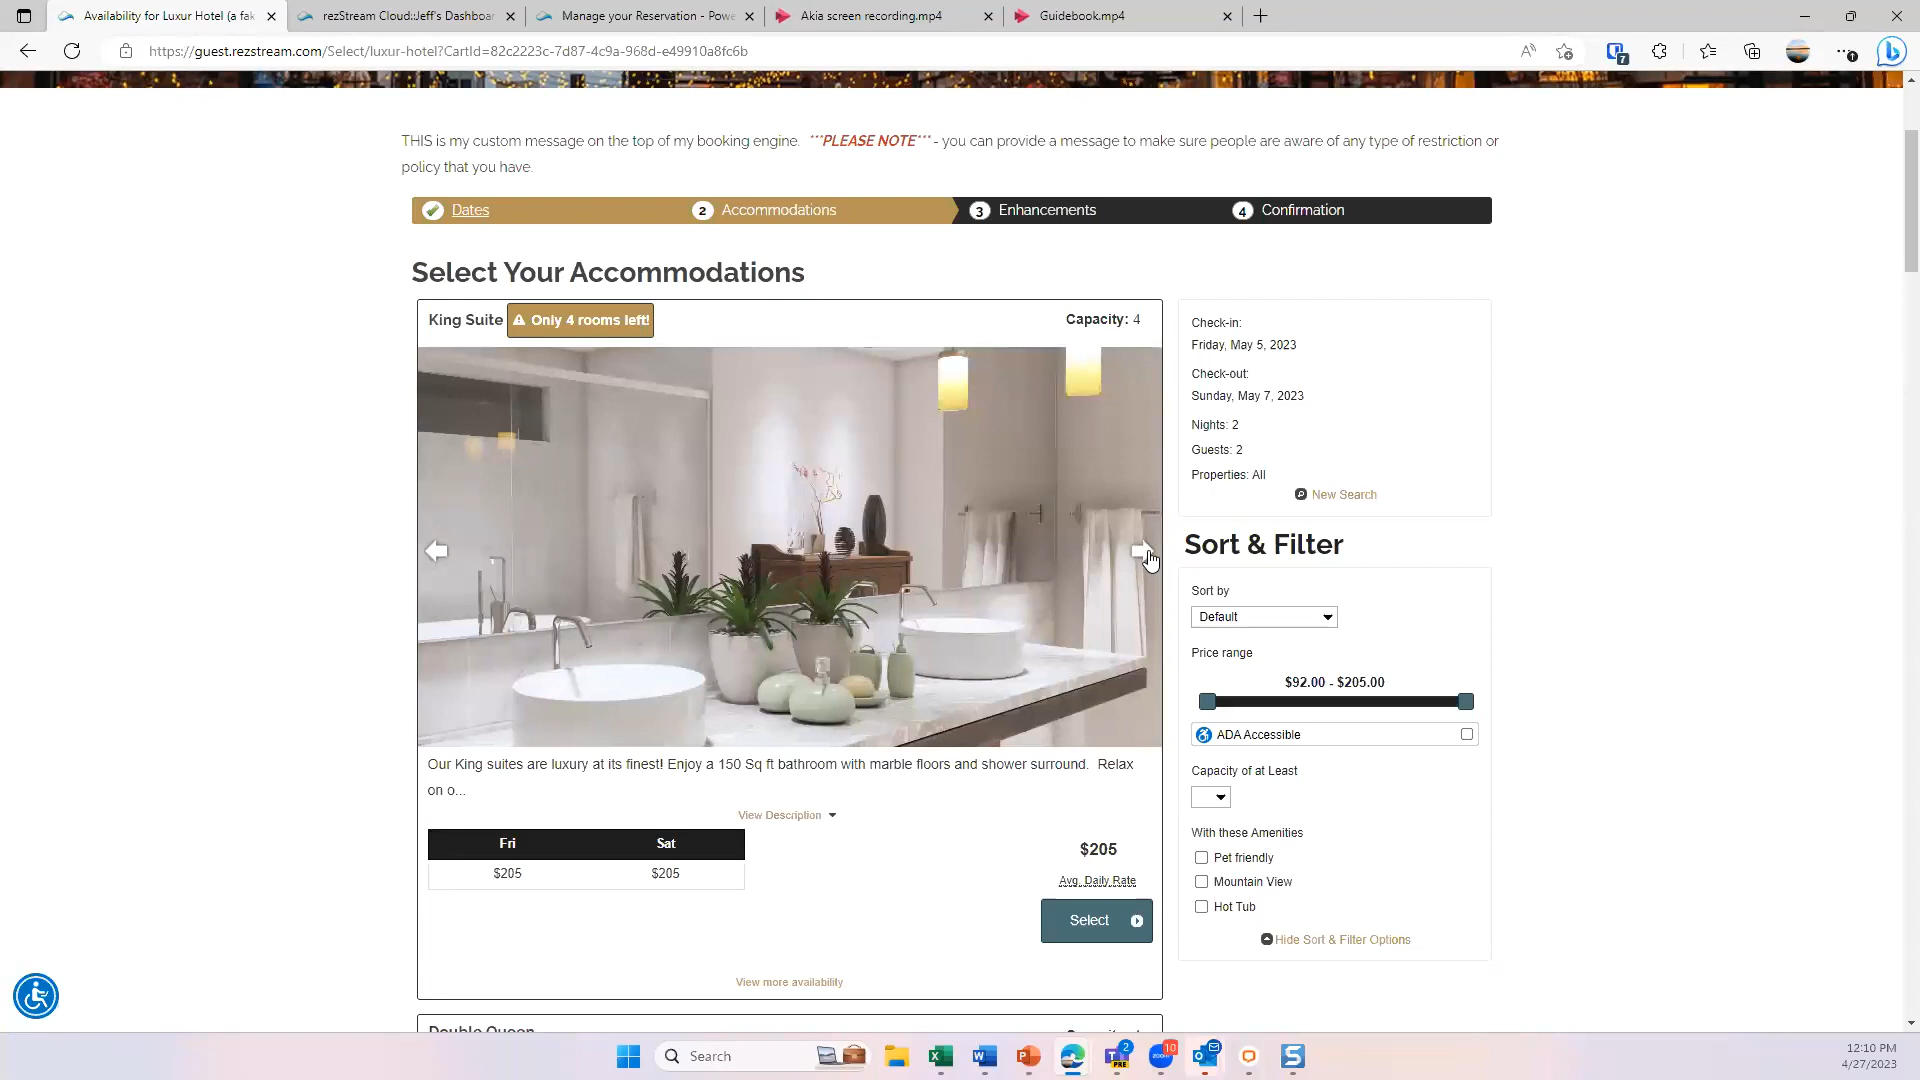 Availability for Luxur Hotel (a fak
rezStream Cloud::Jeff's Dashboar
Manage your Reservation - Powe
Akia screen recording.mp4
Guidebook.mp4
https://guest.rezstream.com/Select/luxur-hotel?CartId=82c2223c-7d87-4c9a-968d-e49910a8fc6b
7
THIS is my custom message on the top of my booking engine. ***PLEASE NOTE*** - you can provide a message to make sure people are aware of any type of restriction or
policy that you have.
Dates
2 Accommodations
3 Enhancements
4 Confirmation
Select Your Accommodations
King Suite
Only 4 rooms left!
Capacity: 4
Our King suites are luxury at its finest! Enjoy a 150 Sq ft bathroom with marble floors and shower surround. Relax
on o...
View Description
Fri Sat
$205 $205
$205
Avg. Daily Rate
Select
View more availability
Check-in:
Friday, May 5, 2023
Check-out:
Sunday, May 7, 2023
Nights: 2
Guests: 2
Properties: All
New Search
Sort & Filter
Sort by
Default
Price range
$92.00 - $205.00
ADA Accessible
Capacity of at Least
With these Amenities
Pet friendly
Mountain View
Hot Tub
Hide Sort & Filter Options
Double Queen
Search
2
PRE
zoom
10
12:10 PM
4/27/2023